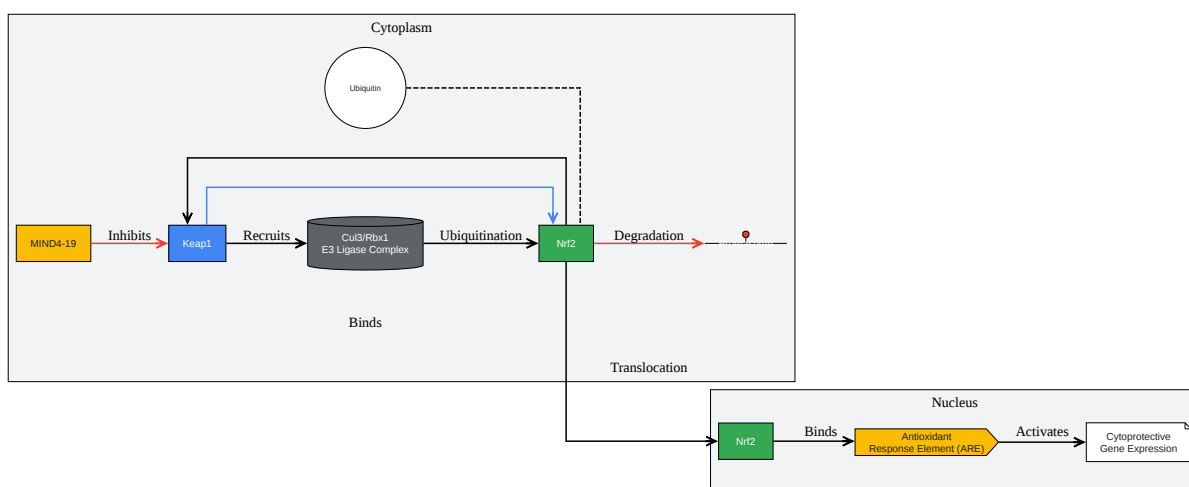 Cytoplasm
Ubiquitin
MIND4-19
Inhibits
Keap1
Recruits
Cul3/Rbx1
E3 Ligase Complex
Ubiquitination
Nrf2
Degradation
Binds
Translocation
Nucleus
Nrf2
Binds
Antioxidant
Response Element (ARE)
Activates
Cytoprotective
Gene Expression